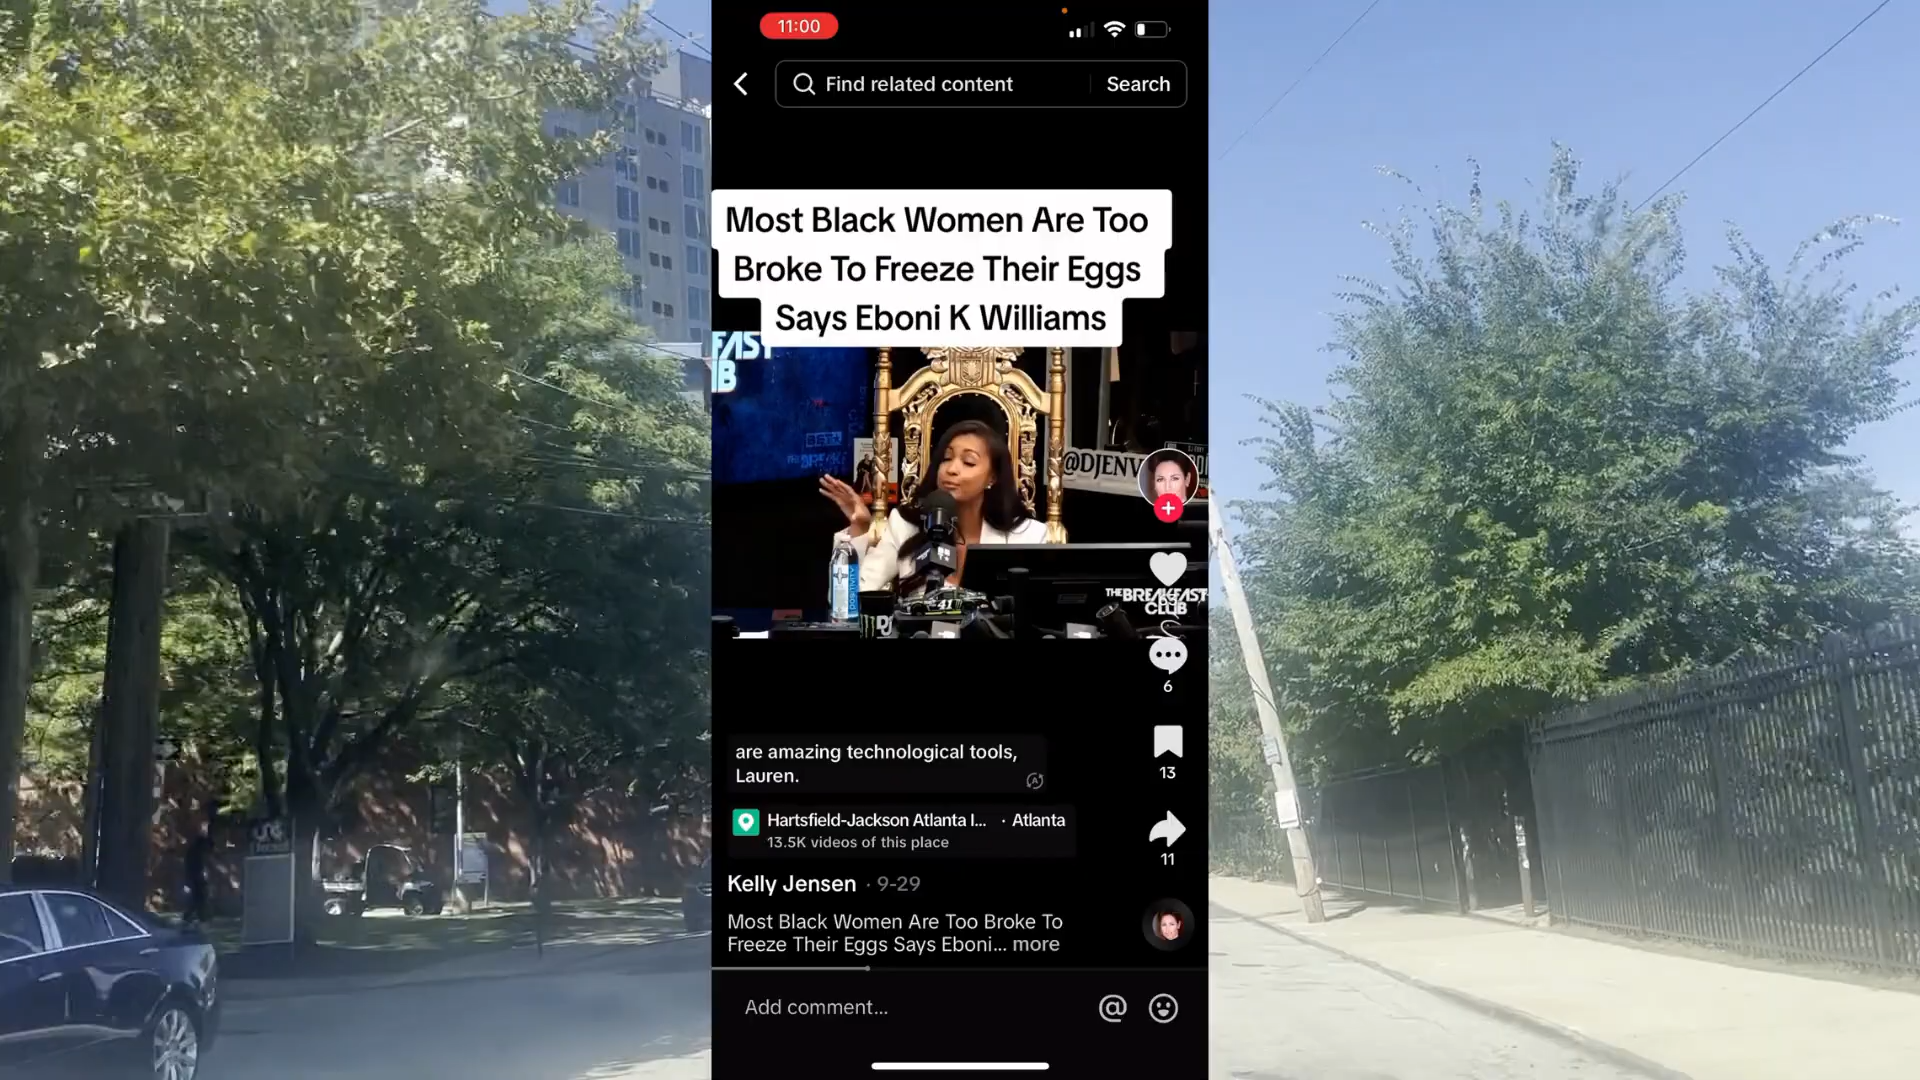 11:00
Find related content
Search
Most Black Women Are Too
Broke To Freeze Their Eggs
Says Eboni K Williams
@DJENV
41
THE BREAKFAST
CLUB
6
are amazing technological tools,
Lauren.
13
Hartsfield-Jackson Atlanta I... · Atlanta
13.5K videos of this place
11
Kelly Jensen · 9-29
Most Black Women Are Too Broke To
Freeze Their Eggs Says Eboni... more
Add comment...